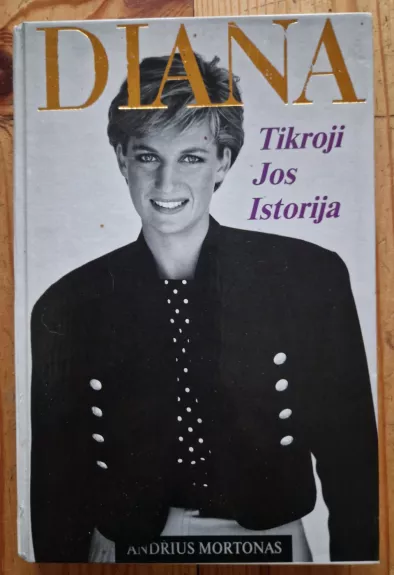 DIANA
Tikroji
Jos
Istorija
ANDRIUS MORTONAS